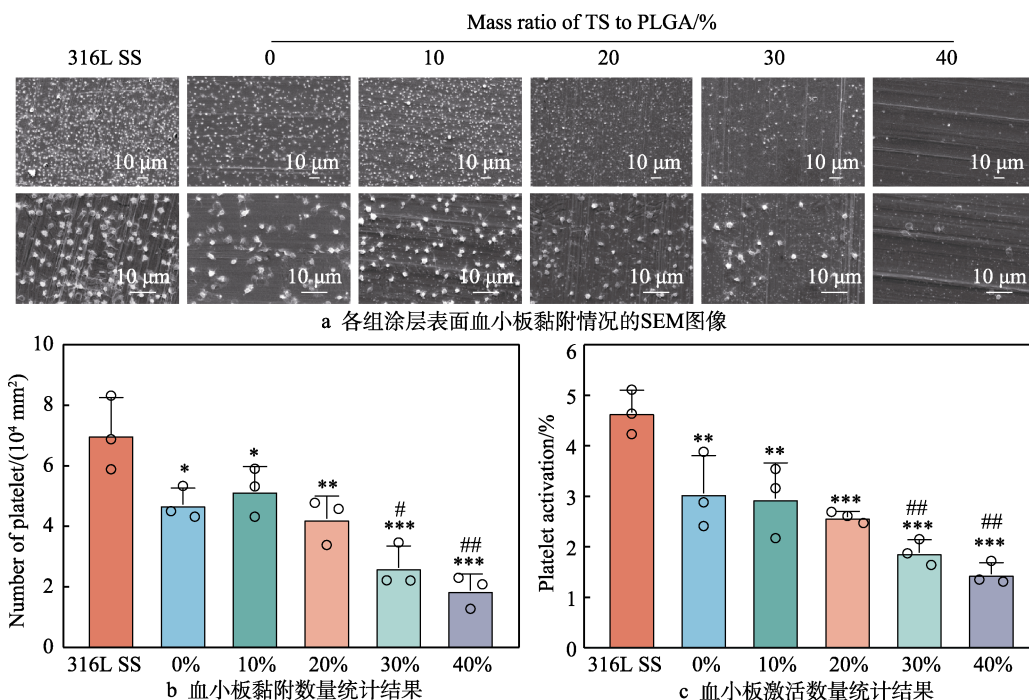 Mass ratio of TS to PLGA/%
316L SS 0 10 20 30 40
10 μm 10 μm 10 μm 10 μm 10 μm 10 μm
10 μm 10 μm 10 μm 10 μm 10 μm 10 μm
a 各组涂层表面血小板黏附情况的SEM图像
Number of platelet/(10⁴ mm²)
10
8
6
4
2
0
* * ** # *** ## ***
316L SS 0% 10% 20% 30% 40%
b 血小板黏附数量统计结果
Platelet activation/%
6
5
4
3
2
1
0
** ** *** ## *** ## ***
316L SS 0% 10% 20% 30% 40%
c 血小板激活数量统计结果